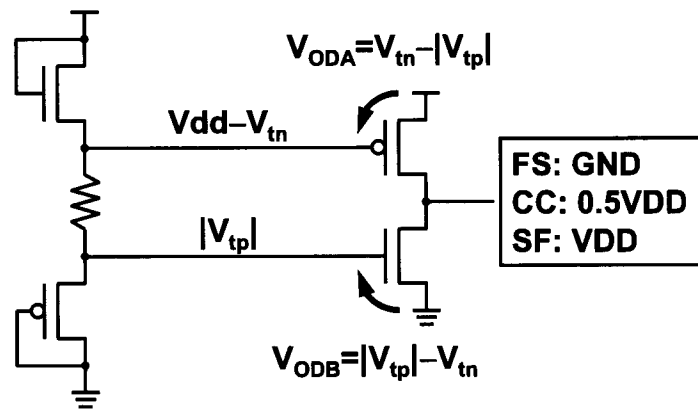 V_ODA=V_tn–|V_tp|
Vdd–V_tn
|V_tp|
V_ODB=|V_tp|–V_tn
FS: GND
CC: 0.5VDD
SF: VDD